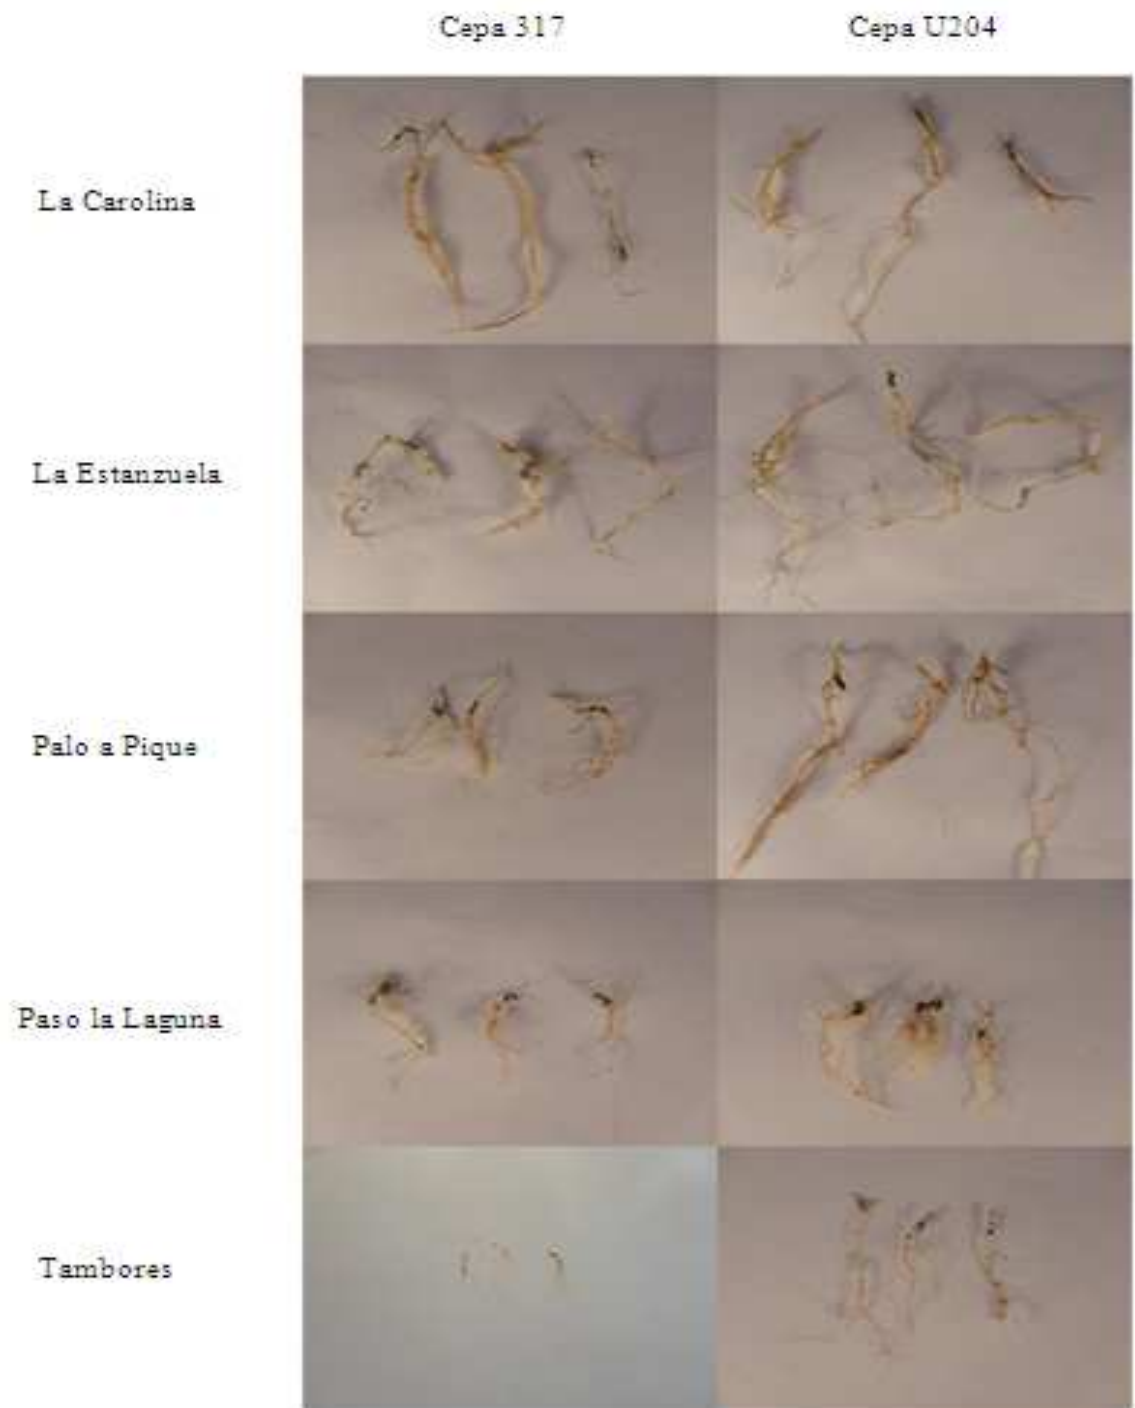 Cepa 317
Cepa U204
La Carolina
La Estanzuela
Palo a Pique
Paso la Laguna
Tambores